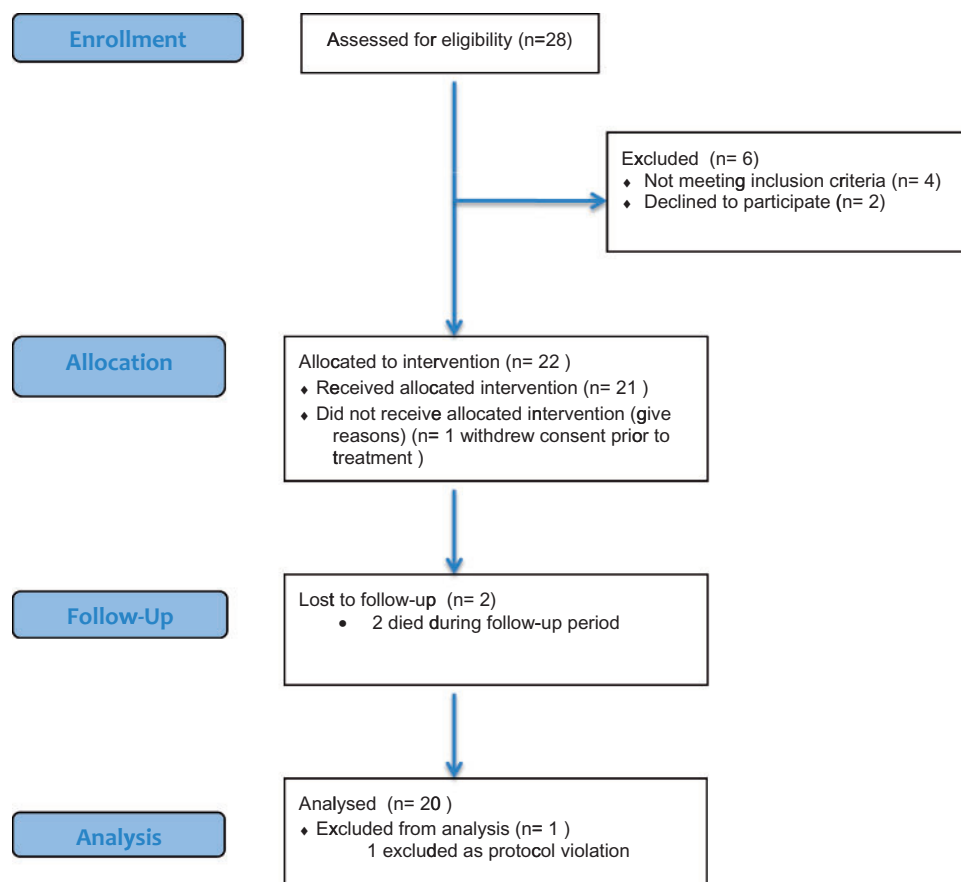 Enrollment
Assessed for eligibility (n=28)
Excluded (n= 6)
♦ Not meeting inclusion criteria (n= 4)
♦ Declined to participate (n= 2)
Allocation
Allocated to intervention (n= 22 )
♦ Received allocated intervention (n= 21 )
♦ Did not receive allocated intervention (give
reasons) (n= 1 withdrew consent prior to
treatment )
Follow-Up
Lost to follow-up (n= 2)
• 2 died during follow-up period
Analysis
Analysed (n= 20 )
♦ Excluded from analysis (n= 1 )
1 excluded as protocol violation